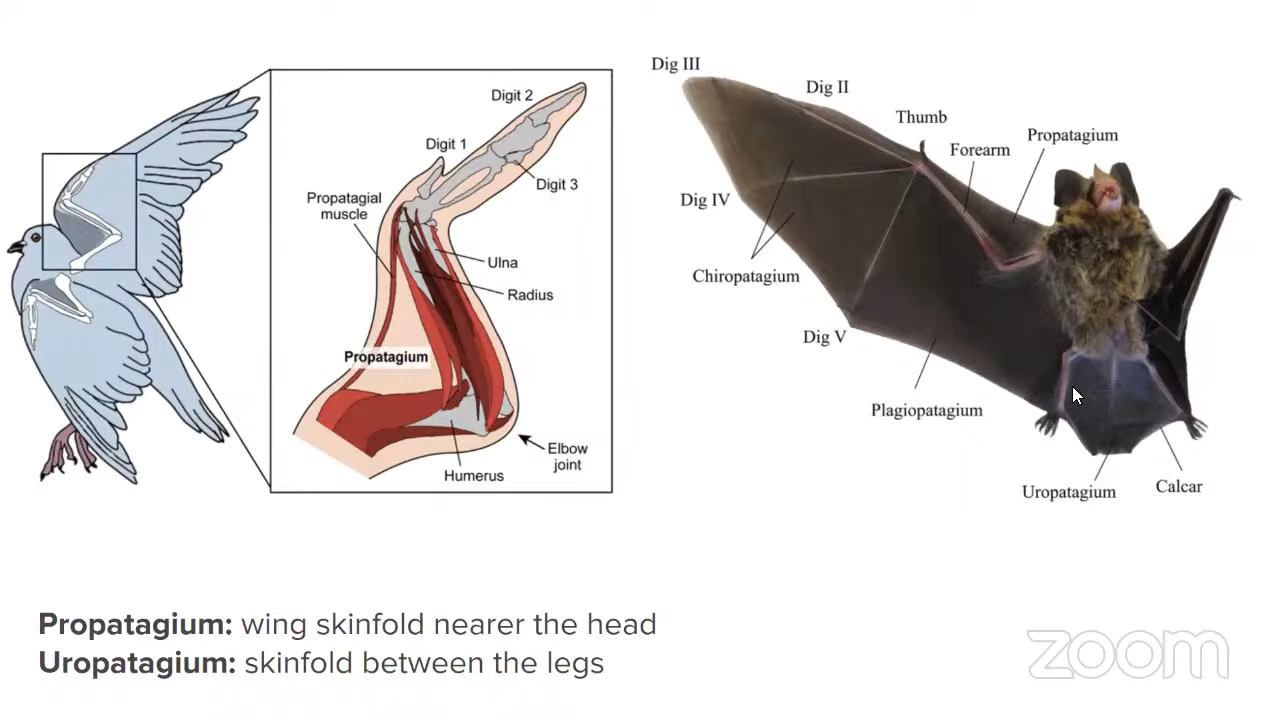 Digit 2
Digit 1
Digit 3
Propatagial
muscle
Ulna
Radius
Propatagium
Elbow
joint
Humerus
Dig III
Dig II
Thumb
Forearm
Propatagium
Dig IV
Chiropatagium
Dig V
Plagiopatagium
Uropatagium
Calcar
Propatagium: wing skinfold nearer the head
Uropatagium: skinfold between the legs
zoom